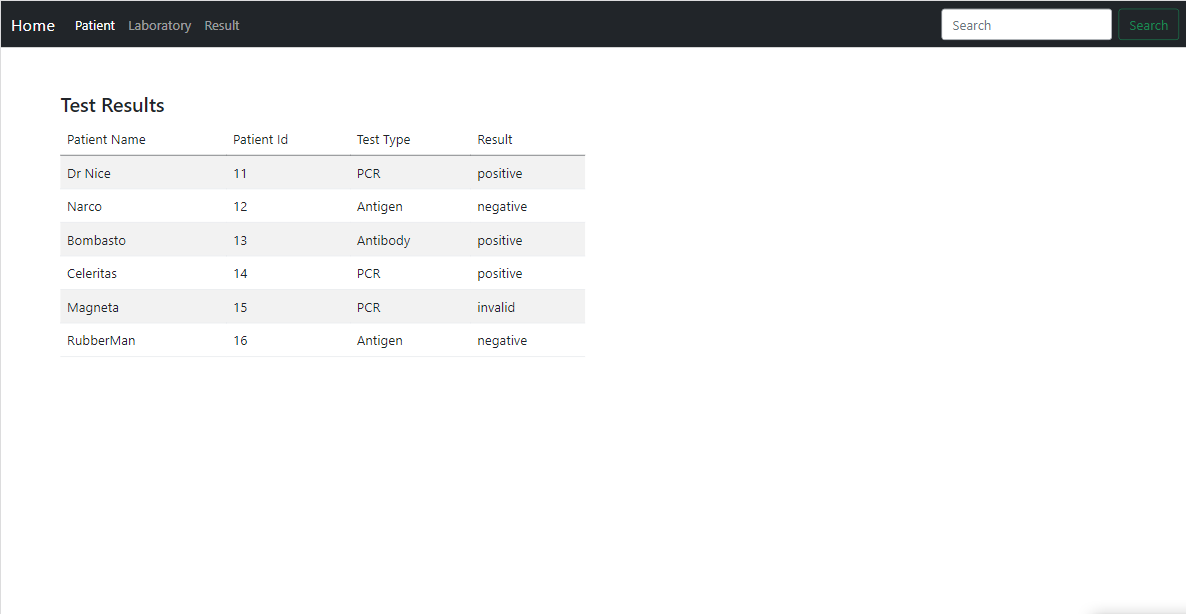 Home Patient Laboratory Result Search Search
Test Results
Patient Name Patient Id Test Type Result
Dr Nice 11 PCR positive
Narco 12 Antigen negative
Bombasto 13 Antibody positive
Celeritas 14 PCR positive
Magneta 15 PCR invalid
RubberMan 16 Antigen negative